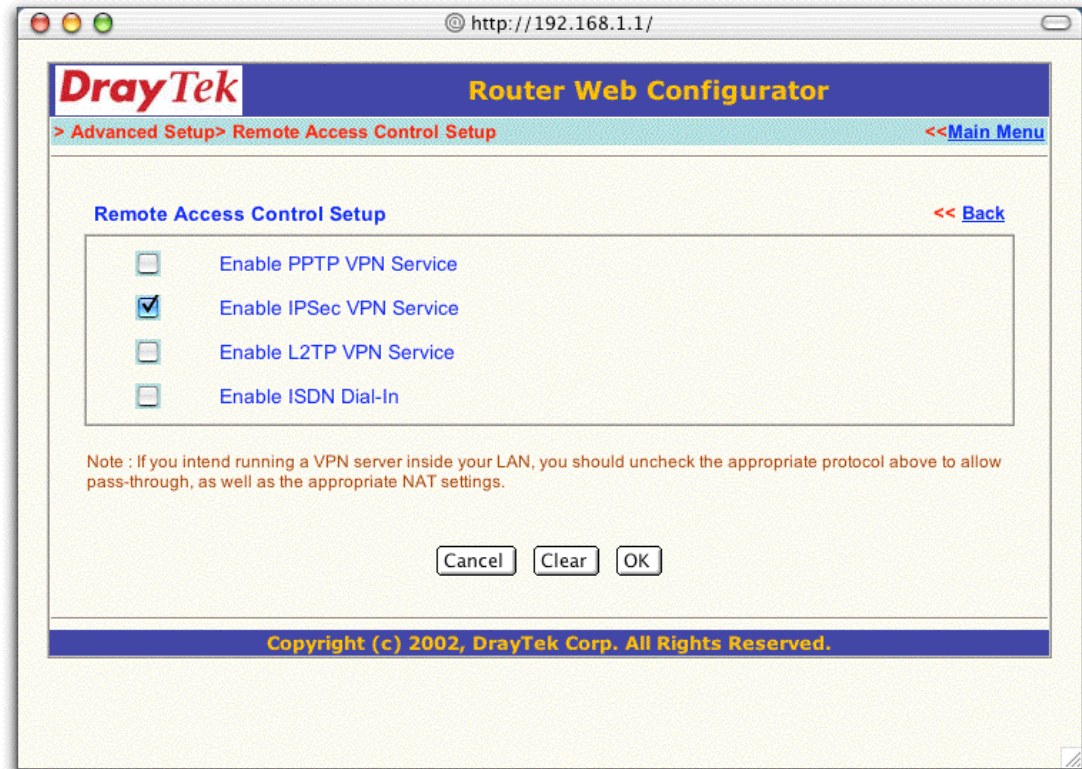 http://192.168.1.1/
DrayTek
Router Web Configurator
> Advanced Setup> Remote Access Control Setup
<<Main Menu
Remote Access Control Setup
<< Back
Enable PPTP VPN Service
Enable IPSec VPN Service
Enable L2TP VPN Service
Enable ISDN Dial-In
Note : If you intend running a VPN server inside your LAN, you should uncheck the appropriate protocol above to allow
pass-through, as well as the appropriate NAT settings.
Cancel Clear OK
Copyright (c) 2002, DrayTek Corp. All Rights Reserved.